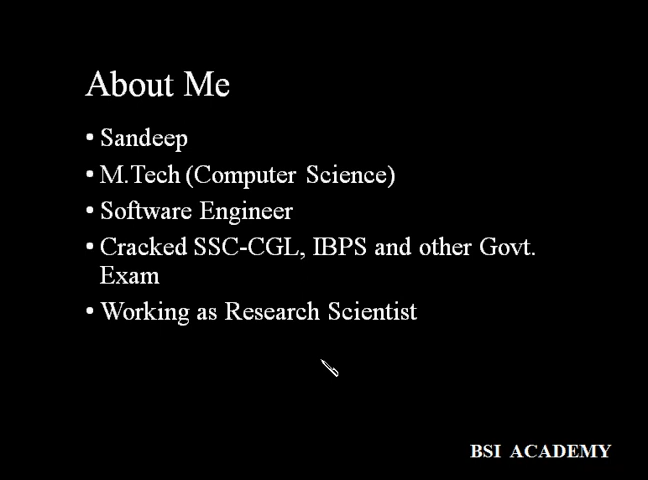 About Me
• Sandeep
• M.Tech (Computer Science)
• Software Engineer
• Cracked SSC-CGL, IBPS and other Govt.
Exam
• Working as Research Scientist
BSI ACADEMY